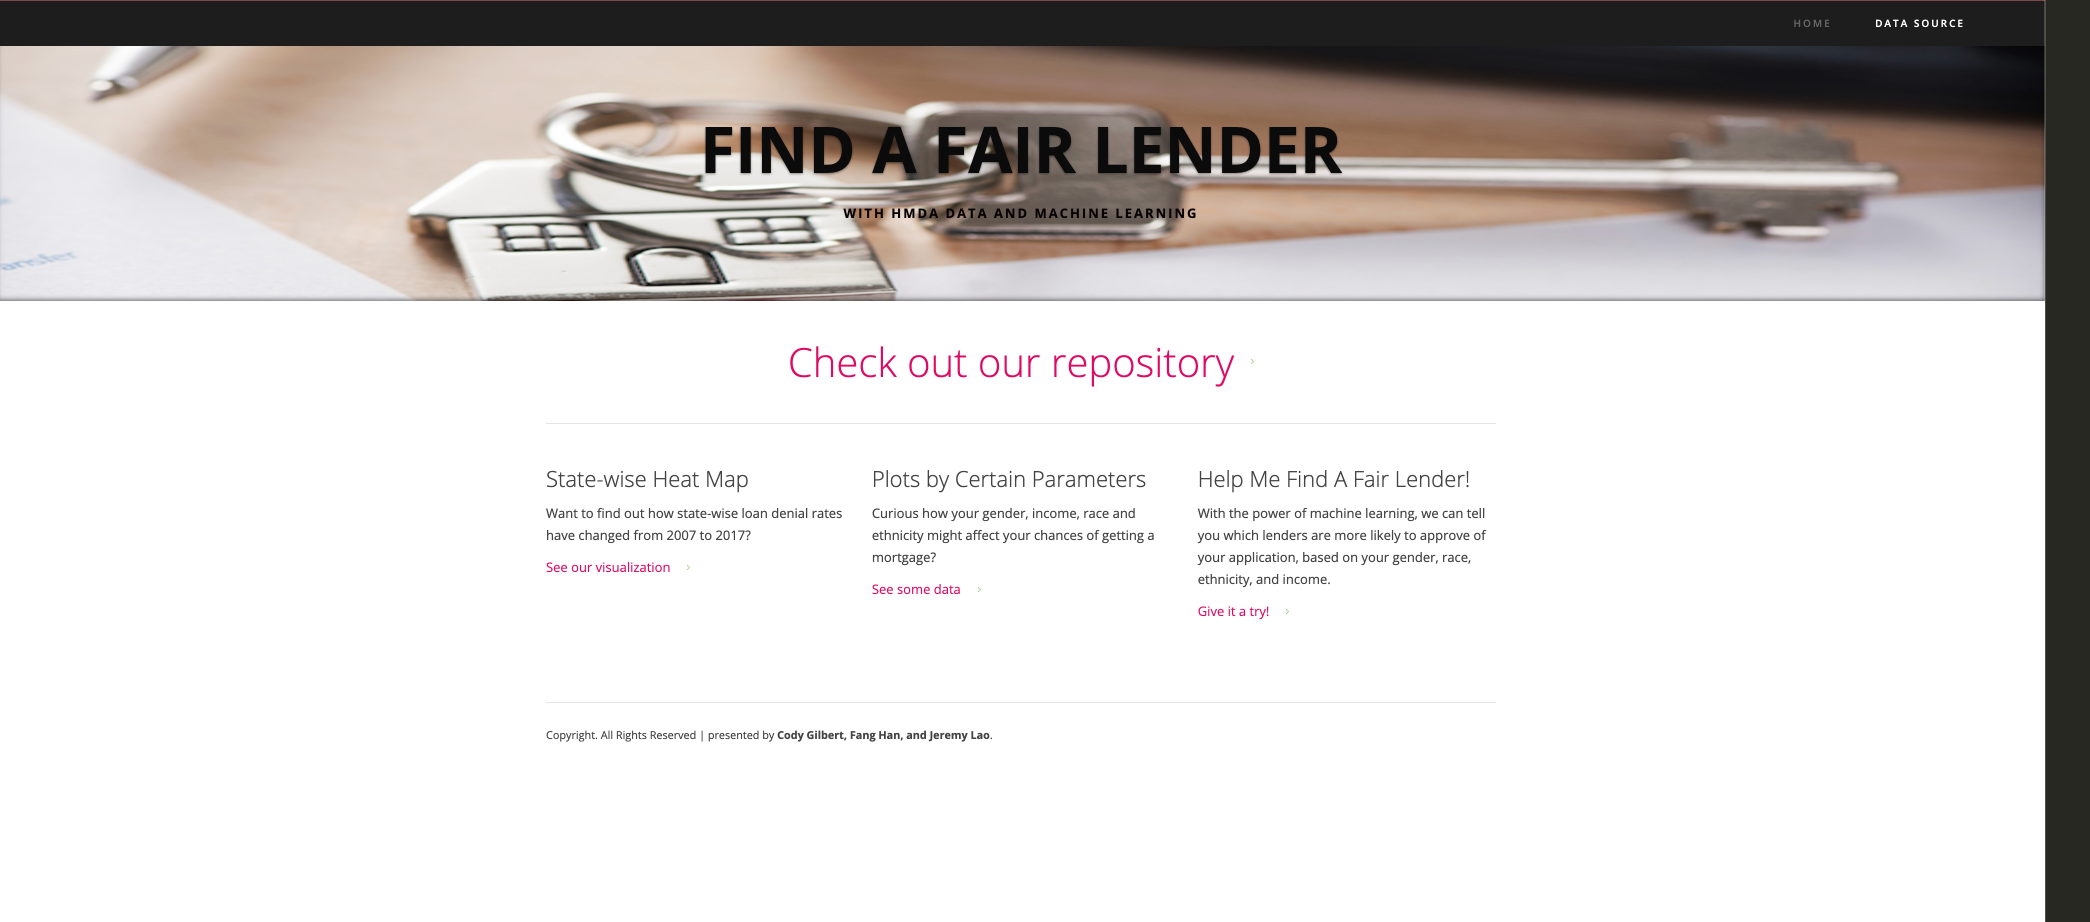 HOME DATA SOURCE
FIND A FAIR LENDER
WITH HMDA DATA AND MACHINE LEARNING
Check out our repository ›
State-wise Heat Map
Want to find out how state-wise loan denial rates
have changed from 2007 to 2017?
See our visualization ›
Plots by Certain Parameters
Curious how your gender, income, race and
ethnicity might affect your chances of getting a
mortgage?
See some data ›
Help Me Find A Fair Lender!
With the power of machine learning, we can tell
you which lenders are more likely to approve of
your application, based on your gender, race,
ethnicity, and income.
Give it a try! ›
Copyright. All Rights Reserved | presented by Cody Gilbert, Fang Han, and Jeremy Lao.